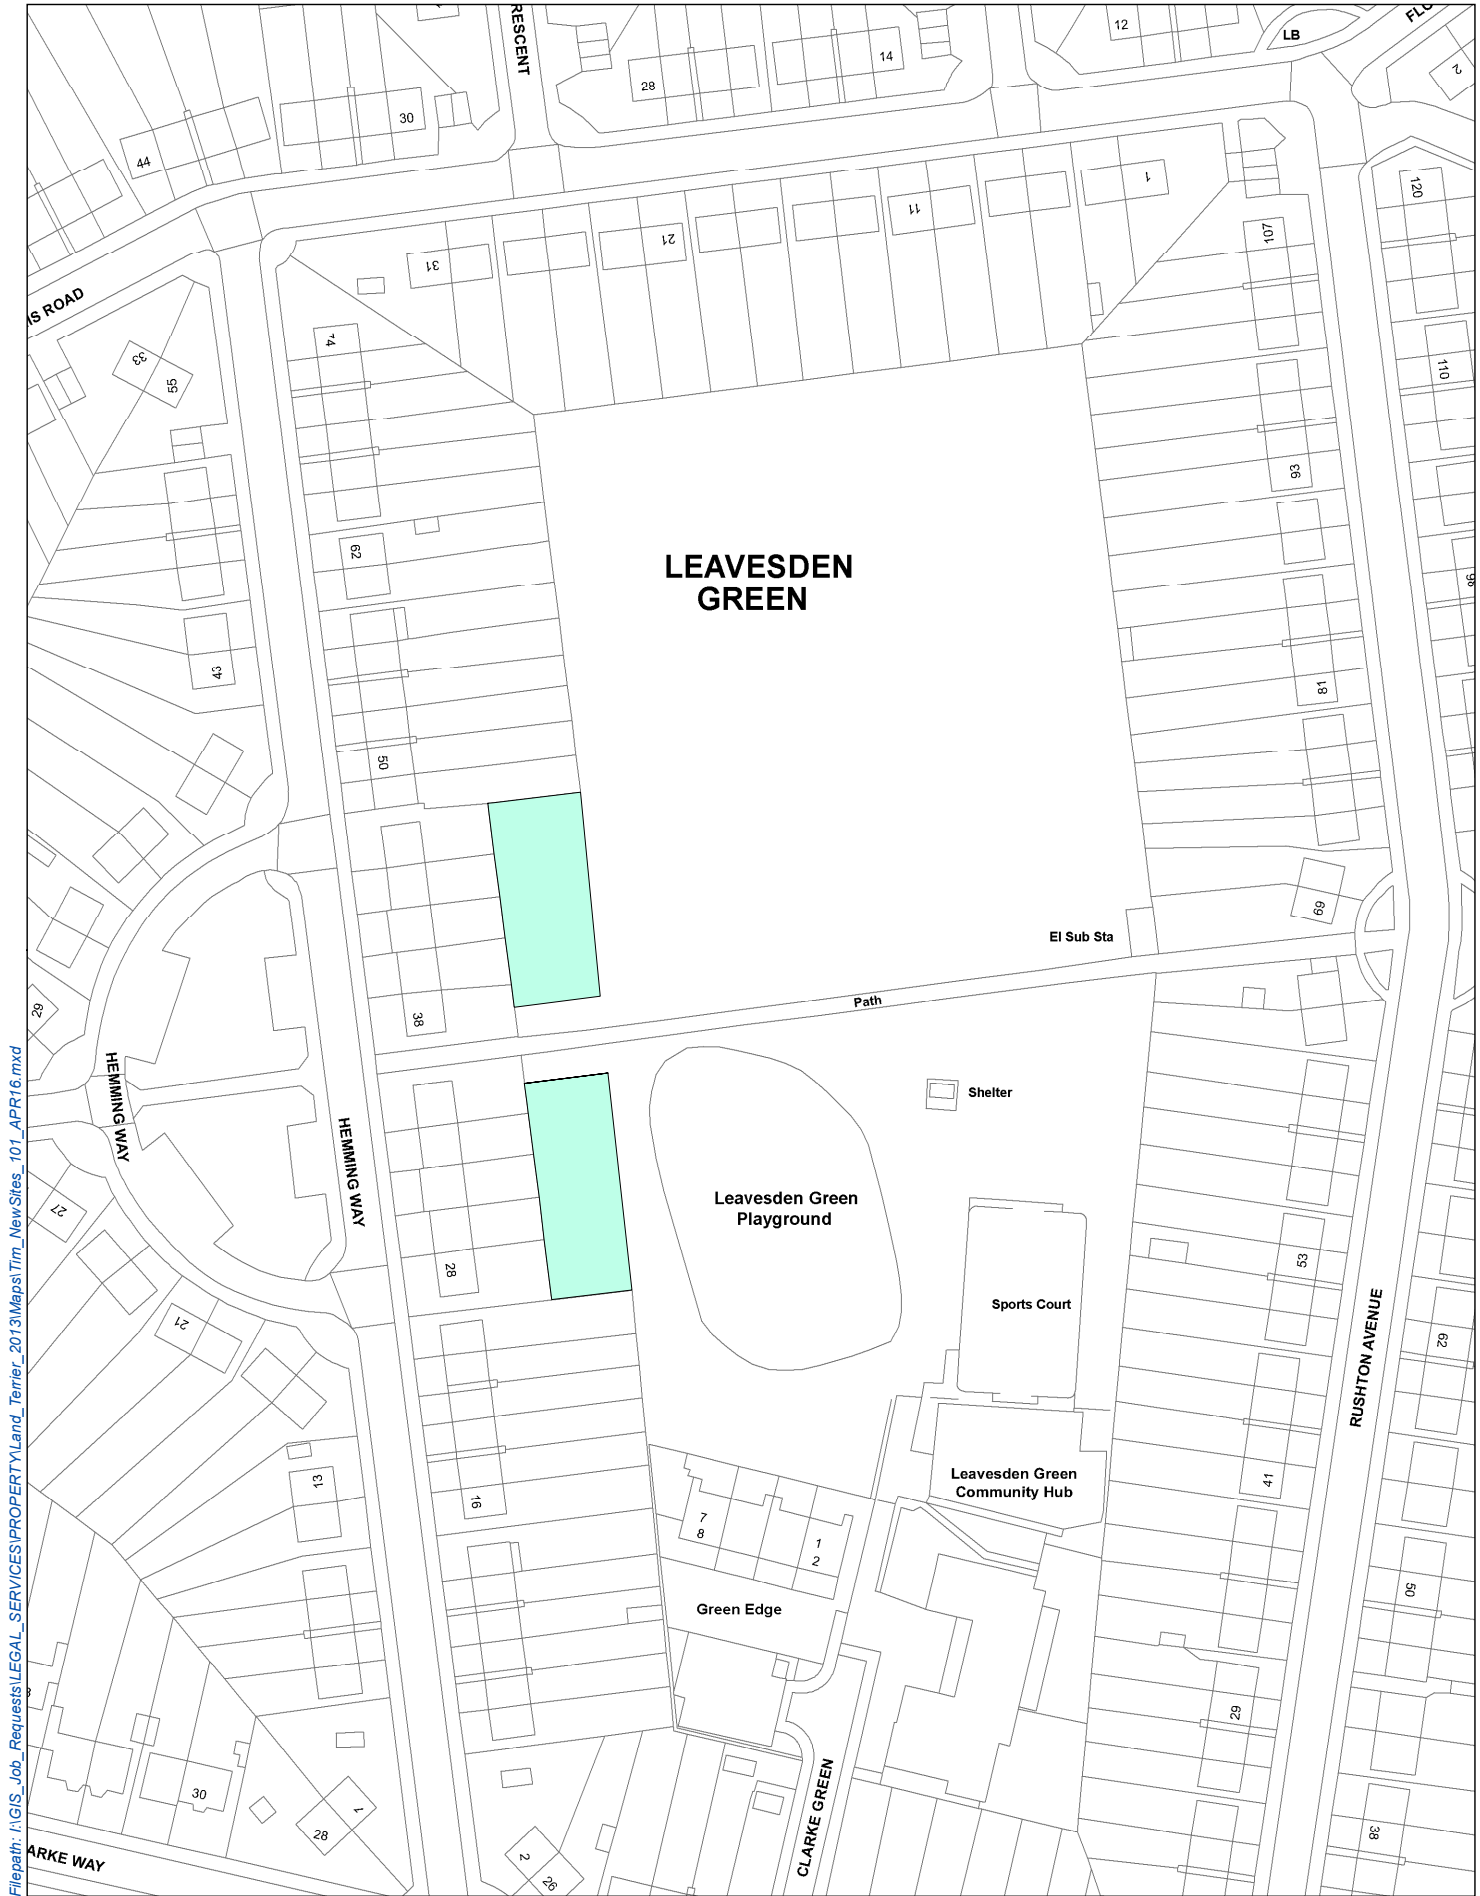 RESCENT
28
14
12
LB
FLO
2
44
30
IS ROAD
31
21
11
1
107
120
74
33
55
110
93
62
LEAVESDEN
GREEN
98
43
81
50
69
El Sub Sta
Path
38
29
HEMMING WAY
HEMMING WAY
Shelter
27
28
Leavesden Green
Playground
Sports Court
53
62
21
RUSHTON AVENUE
13
16
Leavesden Green
Community Hub
41
7
8
1
2
Green Edge
50
29
30
28
1
CLARKE GREEN
38
ARKE WAY
2
26
Filepath: I:\GIS_Job_Requests\LEGAL_SERVICES\PROPERTY\Land_Terrier_2013\Maps\Tim_NewSites_101_APR16.mxd